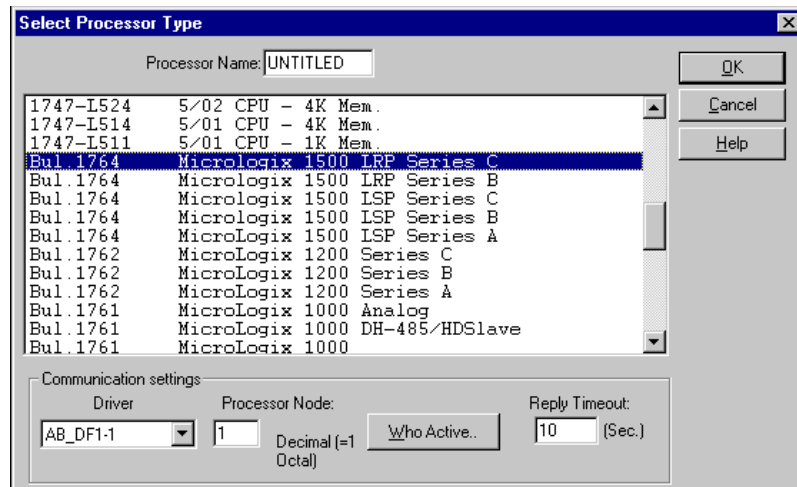 Select Processor Type
Processor Name: UNTITLED
OK
Cancel
Help
1747-L524 5/02 CPU - 4K Mem.
1747-L514 5/01 CPU - 4K Mem.
1747-L511 5/01 CPU - 1K Mem.
Bul.1764 Micrologix 1500 LRP Series C
Bul.1764 Micrologix 1500 LRP Series B
Bul.1764 Micrologix 1500 LSP Series C
Bul.1764 Micrologix 1500 LSP Series B
Bul.1764 MicroLogix 1500 LSP Series A
Bul.1762 MicroLogix 1200 Series C
Bul.1762 MicroLogix 1200 Series B
Bul.1762 MicroLogix 1200 Series A
Bul.1761 MicroLogix 1000 Analog
Bul.1761 MicroLogix 1000 DH-485/HDSlave
Bul.1761 MicroLogix 1000
Communication settings
Driver Processor Node: Reply Timeout:
AB_DF1-1 1 Decimal (=1 Octal) Who Active.. 10 (Sec.)